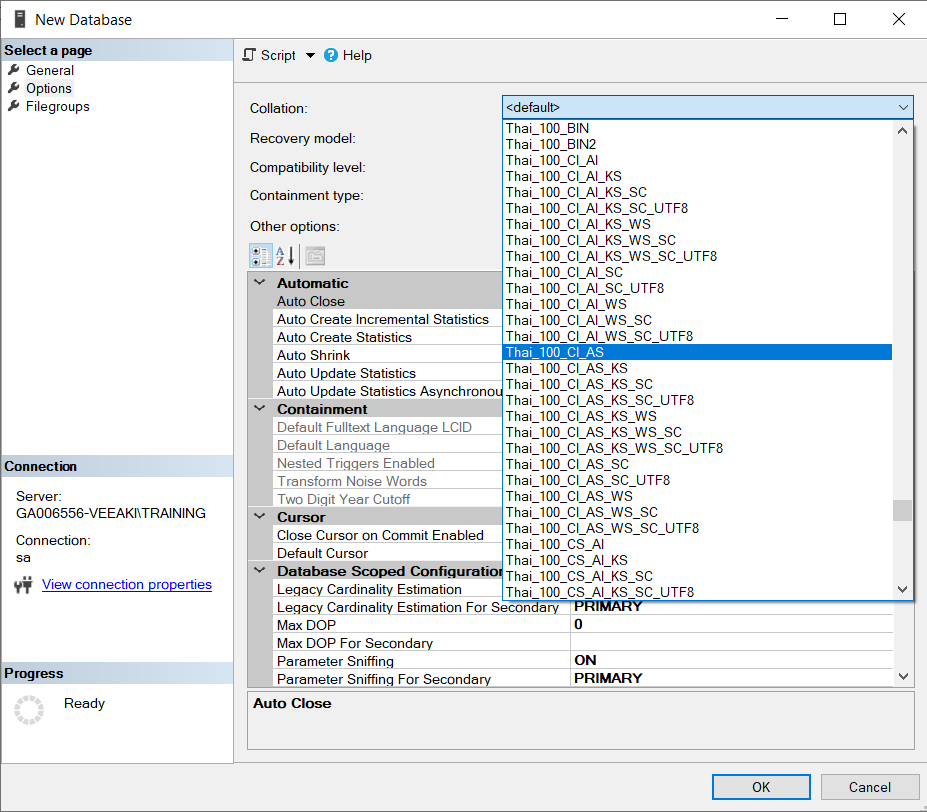 New Database
Select a page
General
Options
Filegroups
Script
Help
Collation:
<default>
Recovery model:
Compatibility level:
Containment type:
Other options:
Thai_100_BIN
Thai_100_BIN2
Thai_100_CI_AI
Thai_100_CI_AI_KS
Thai_100_CI_AI_KS_SC
Thai_100_CI_AI_KS_SC_UTF8
Thai_100_CI_AI_KS_WS
Thai_100_CI_AI_KS_WS_SC
Thai_100_CI_AI_KS_WS_SC_UTF8
Thai_100_CI_AI_SC
Thai_100_CI_AI_SC_UTF8
Thai_100_CI_AI_WS
Thai_100_CI_AI_WS_SC
Thai_100_CI_AI_WS_SC_UTF8
Thai_100_CI_AS
Thai_100_CI_AS_KS
Thai_100_CI_AS_KS_SC
Thai_100_CI_AS_KS_SC_UTF8
Thai_100_CI_AS_KS_WS
Thai_100_CI_AS_KS_WS_SC
Thai_100_CI_AS_KS_WS_SC_UTF8
Thai_100_CI_AS_SC
Thai_100_CI_AS_SC_UTF8
Thai_100_CI_AS_WS
Thai_100_CI_AS_WS_SC
Thai_100_CI_AS_WS_SC_UTF8
Thai_100_CS_AI
Thai_100_CS_AI_KS
Thai_100_CS_AI_KS_SC
Thai_100_CS_AI_KS_SC_UTF8
A
Z
Automatic
Auto Close
Auto Create Incremental Statistics
Auto Create Statistics
Auto Shrink
Auto Update Statistics
Auto Update Statistics Asynchronou
Containment
Default Fulltext Language LCID
Default Language
Nested Triggers Enabled
Transform Noise Words
Two Digit Year Cutoff
Cursor
Close Cursor on Commit Enabled
Default Cursor
Database Scoped Configuration
Legacy Cardinality Estimation
Legacy Cardinality Estimation For Secondary PRIMARY
Max DOP 0
Max DOP For Secondary
Parameter Sniffing ON
Parameter Sniffing For Secondary PRIMARY
Auto Close
Connection
Server:
GA006556-VEEAKI\TRAINING
Connection:
sa
View connection properties
Progress
Ready
OK
Cancel